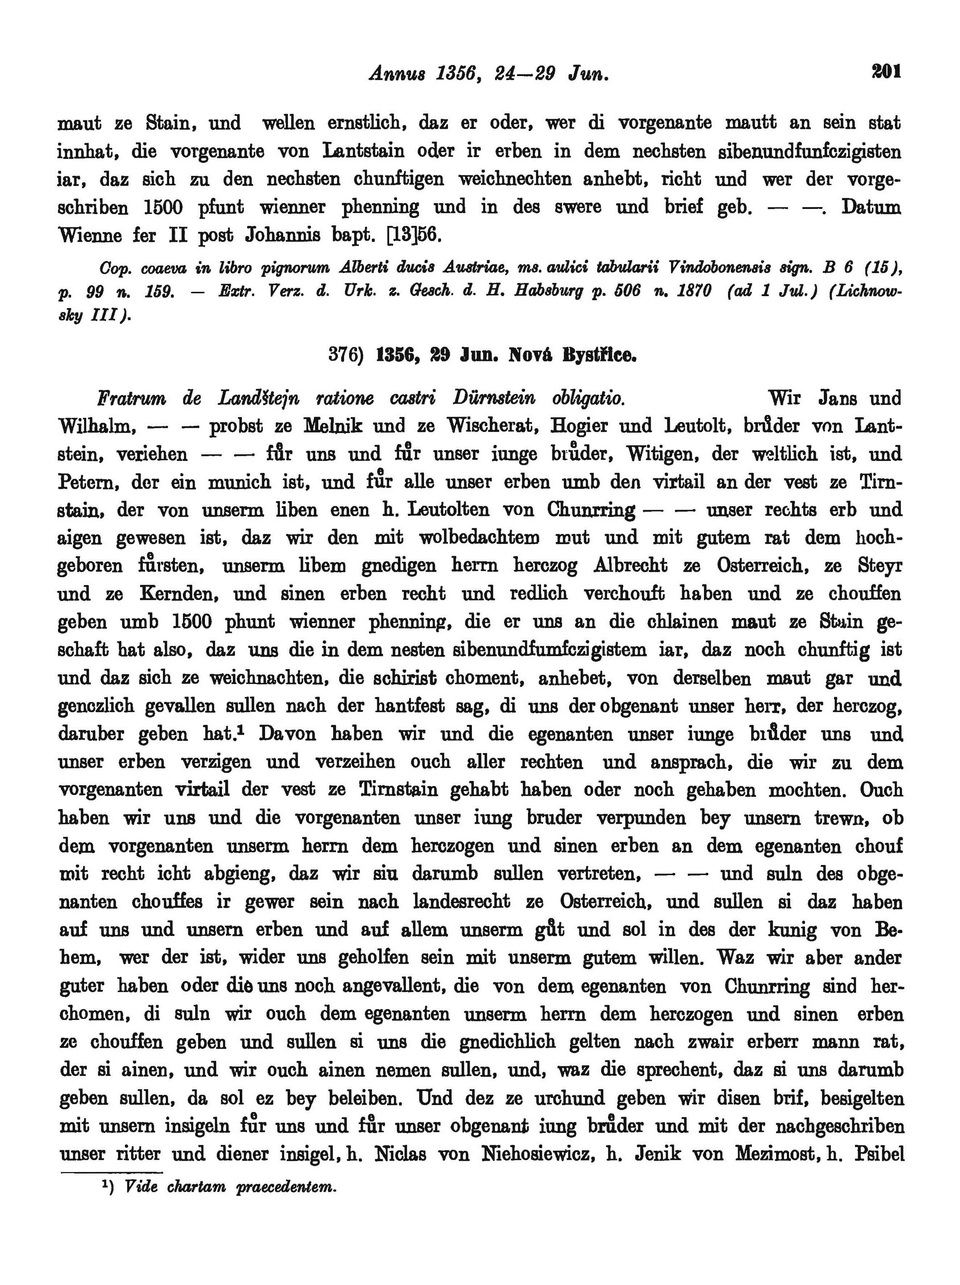 Annus 1356, 24—29 Jun. 201
maut ze Stain, und wellen ernstlich, daz er oder, wer di vorgenante mautt an sein stat
innhat, die vorgenante von Lantstain oder ir erben in dem nechsten sibenundfunfczigisten
iar, daz sich zu den nechsten chunftigen weichnechten anhebt, richt und wer der vorge-
schriben 1500 pfunt wienner phenning und in des swere und brief geb. — —. Datum
Wienne fer II post Johannis bapt. [13]56.
Cop. coaeva in libro pignorum Alberti ducis Austriae, ms. aulici tabularii Vindobonensis sign. B 6 (15),
p. 99 n. 159. — Extr. Verz. d. Urk. z. Gesch. d. H. Habsburg p. 506 n. 1870 (ad 1 Jul.) (Lichnow-
sky III).
376) 1356, 29 Jun. Nová Bystřice.
Fratrum de Landštejn ratione castri Dürnstein obligatio. Wir Jans und
Wilhalm, — — probst ze Melnik und ze Wischerat, Hogier und Leutolt, brůder von Lant-
stein, veriehen — — fůr uns und fůr unser iunge brůder, Witigen, der weltlich ist, und
Petern, der ein munich ist, und fůr alle unser erben umb den virtail an der vest ze Tirn-
stain, der von unserm liben enen h. Leutolten von Chunrring — — unser rechts erb und
aigen gewesen ist, daz wir den mit wolbedachtem mut und mit gutem rat dem hoch-
geboren fůrsten, unserm libem gnedigen herrn herczog Albrecht ze Osterreich, ze Steyr
und ze Kernden, und sinen erben recht und redlich verchouft haben und ze chouffen
geben umb 1500 phunt wienner phenning, die er uns an die chlainen maut ze Stain ge-
schaft hat also, daz uns die in dem nesten sibenundfumfczigistem iar, daz noch chunftig ist
und daz sich ze weichnachten, die schirist choment, anhebet, von derselben maut gar und
genczlich gevallen sullen nach der hantfest sag, di uns der obgenant unser herr, der herczog,
daruber geben hat.¹ Davon haben wir und die egenanten unser iunge brůder uns und
unser erben verzigen und verzeihen ouch aller rechten und ansprach, die wir zu dem
vorgenanten virtail der vest ze Tirnstain gehabt haben oder noch gehaben mochten. Ouch
haben wir uns und die vorgenanten unser iung bruder verpunden bey unsern trewn, ob
dem vorgenanten unserm herrn dem herczogen und sinen erben an dem egenanten chouf
mit recht icht abgieng, daz wir siu darumb sullen vertreten, — — und suln des obge-
nanten chouffes ir gewer sein nach landesrecht ze Osterreich, und sullen si daz haben
auf uns und unsern erben und auf allem unserm gůt und sol in des der kunig von Be-
hem, wer der ist, wider uns geholfen sein mit unserm gutem willen. Waz wir aber ander
guter haben oder die uns noch angevallent, die von dem egenanten von Chunrring sind her-
chomen, di suln wir ouch dem egenanten unserm herrn dem herczogen und sinen erben
ze chouffen geben und sullen si uns die gnedichlich gelten nach zwair erberr mann rat,
der si ainen, und wir ouch ainen nemen sullen, und, waz die sprechent, daz si uns darumb
geben sullen, da sol ez bey beleiben. Und dez ze urchund geben wir disen brif, besigelten
mit unsern insigeln fůr uns und fůr unser obgenant iung brůder und mit der nachgeschriben
unser ritter und diener insigel, h. Niclas von Niehosiewicz, h. Jenik von Mezimost, h. Psibel
¹) Vide chartam praecedentem.